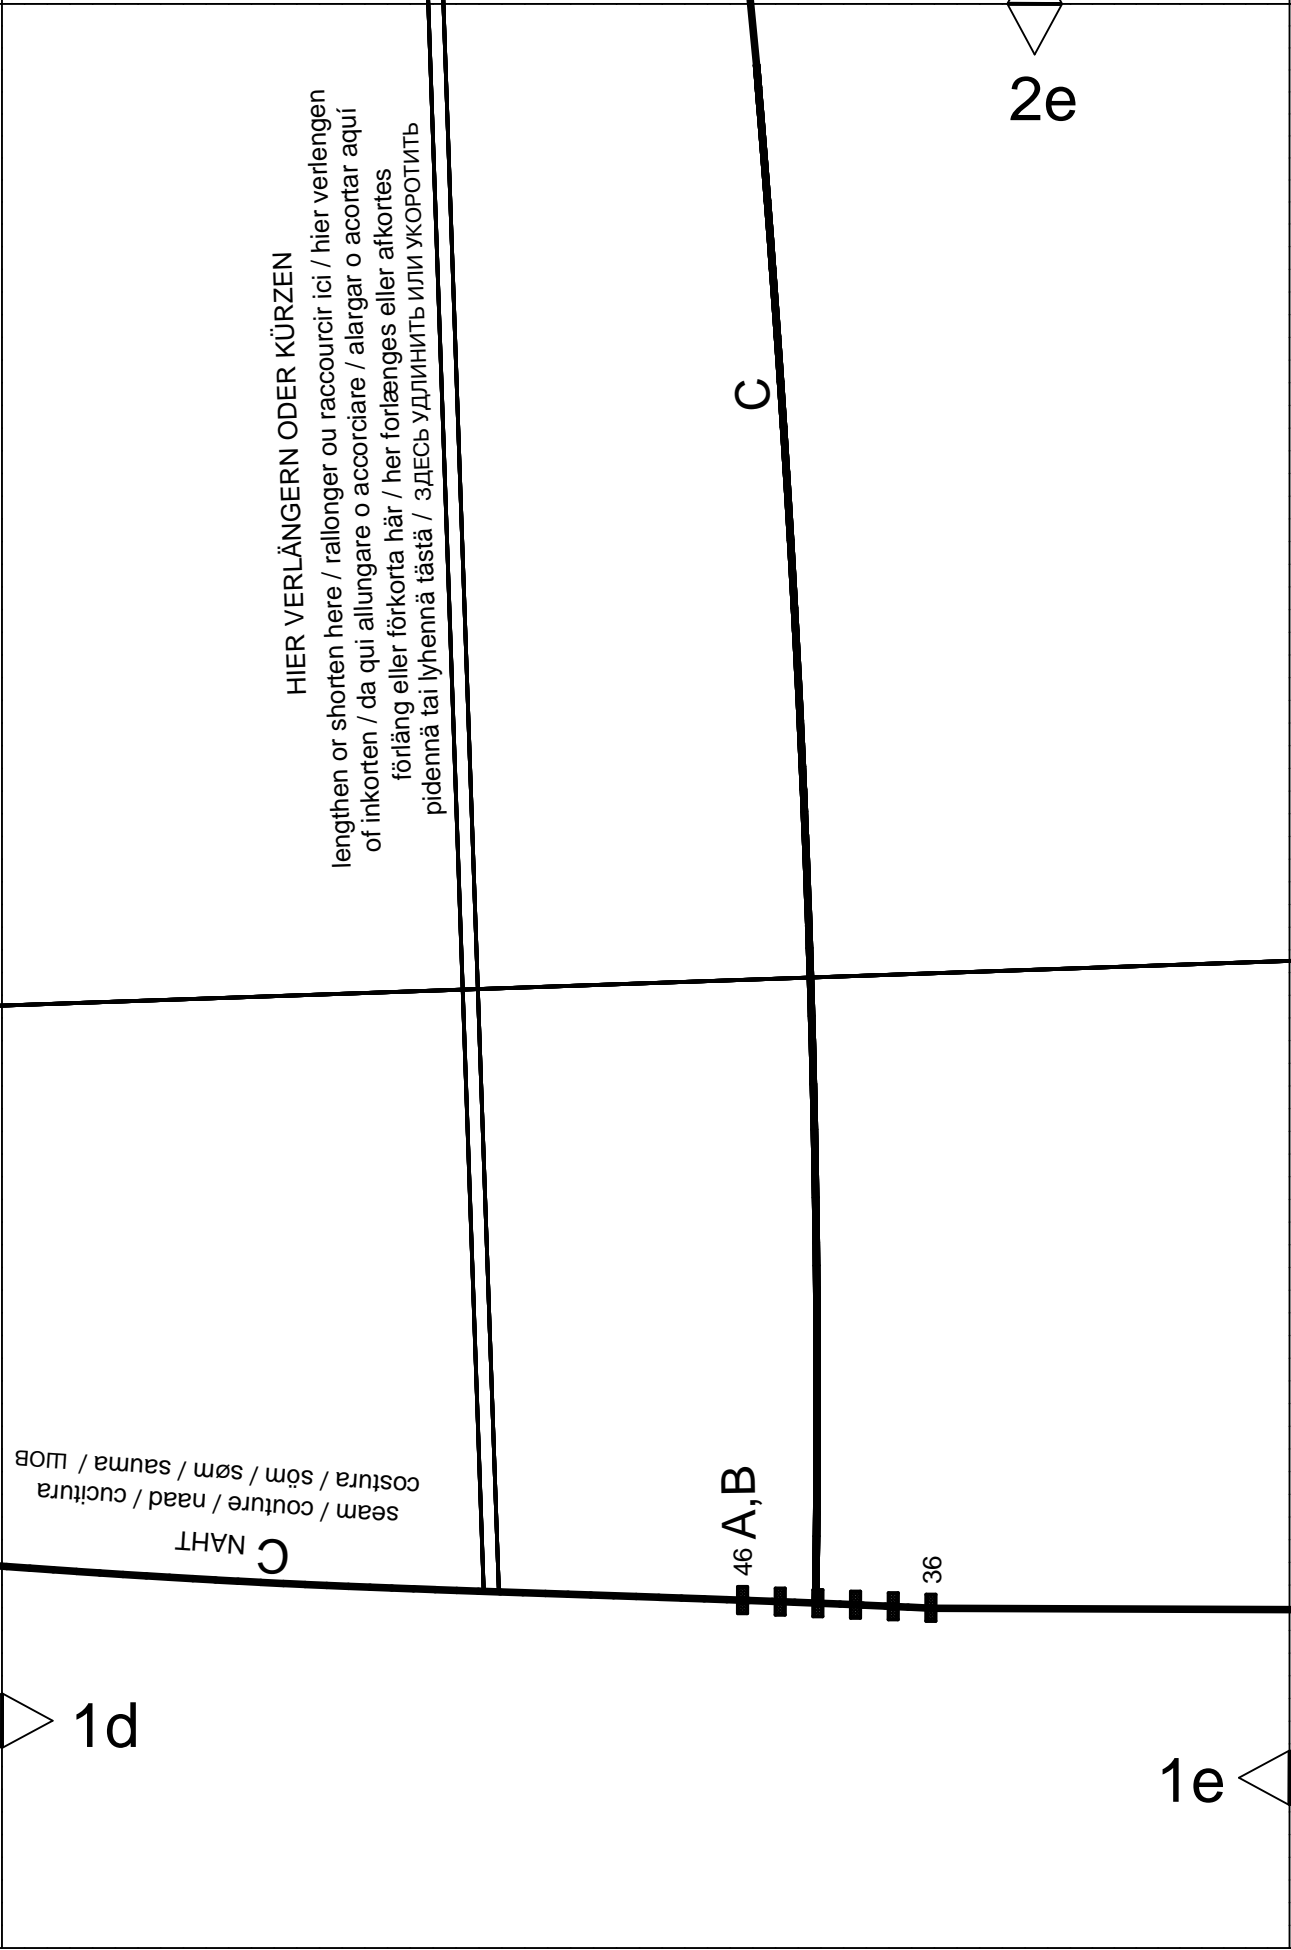 2e
HIER VERLÄNGERN ODER KÜRZEN
lengthen or shorten here / rallonger ou raccourcir ici / hier verlengen
of inkorten / da qui allungare o accorciare / alargar o acortar aquí
förläng eller förkorta här / her forlænges eller afkortes
pidennä tai lyhennä tästä / ЗДЕСЬ УДЛИНИТЬ ИЛИ УКОРОТИТЬ
C
C NAHT
seam / couture / naad / cucitura
costura / söm / søm / sauma / ШОВ
46 A,B
36
1d
1e